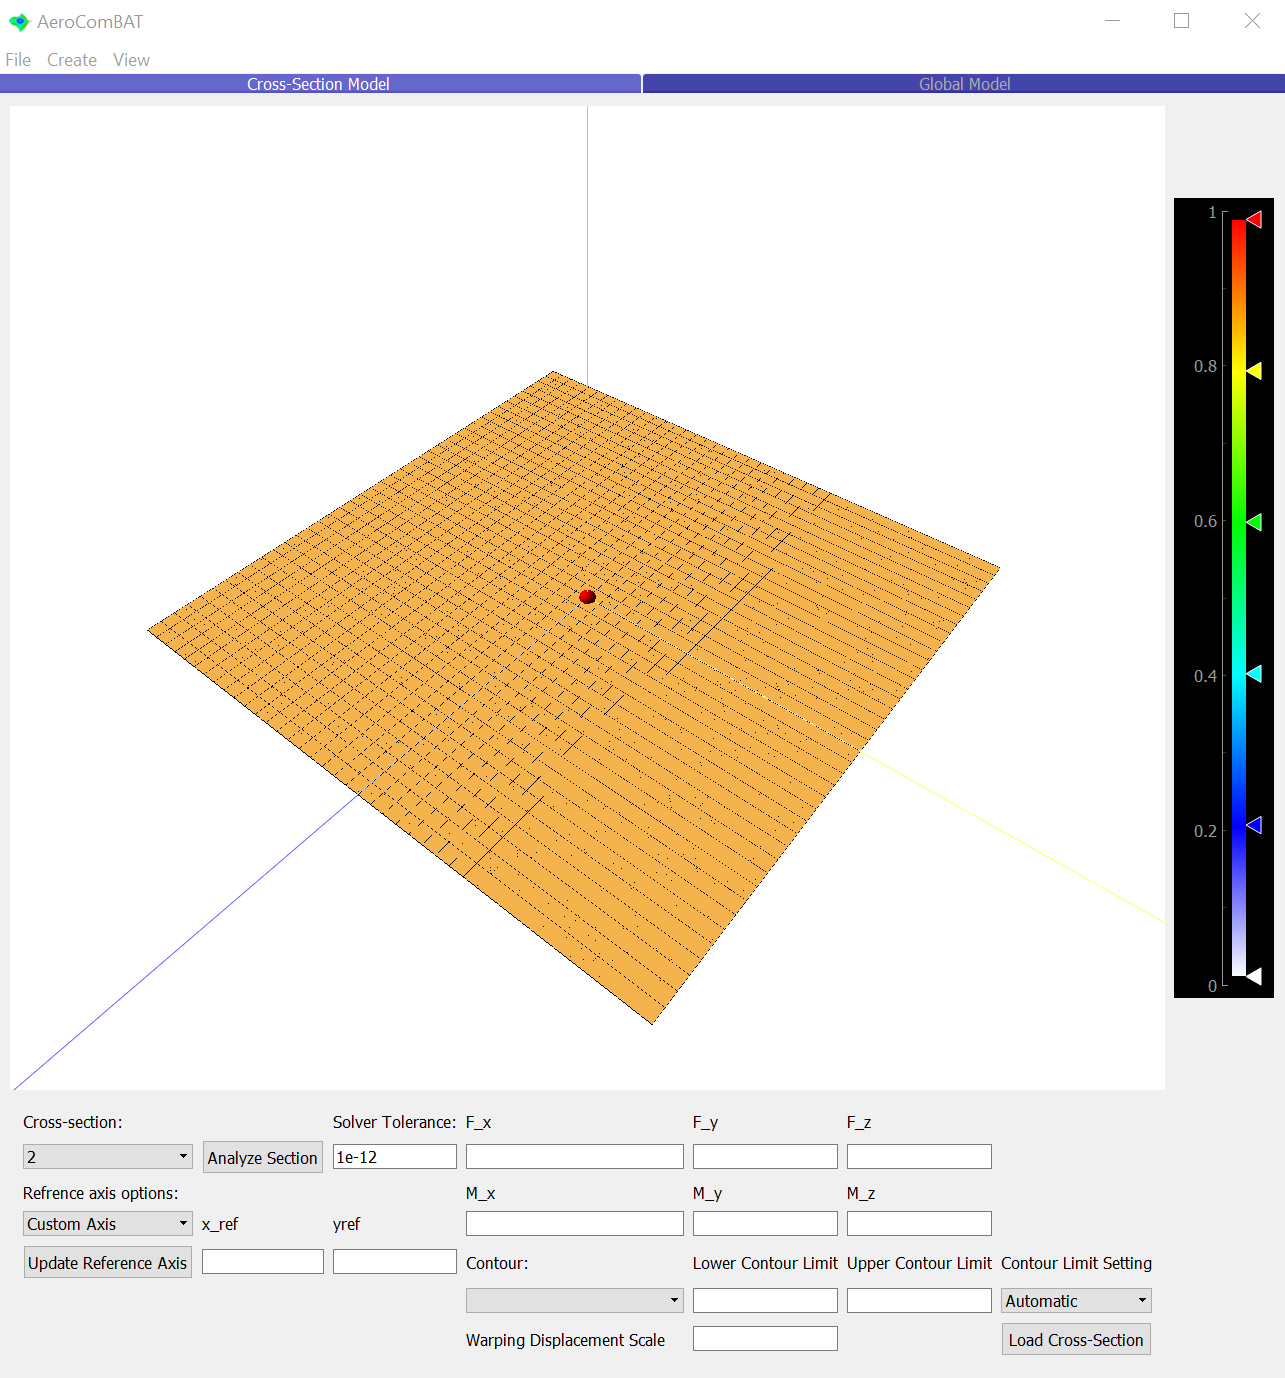 AeroComBAT
File Create View
Cross-Section Model Global Model
1
0.8
0.6
0.4
0.2
0
Cross-section: Solver Tolerance: F_x F_y F_z
2 Analyze Section 1e-12
Refrence axis options: M_x M_y M_z
Custom Axis x_ref yref
Update Reference Axis Contour: Lower Contour Limit Upper Contour Limit Contour Limit Setting
Automatic
Warping Displacement Scale Load Cross-Section